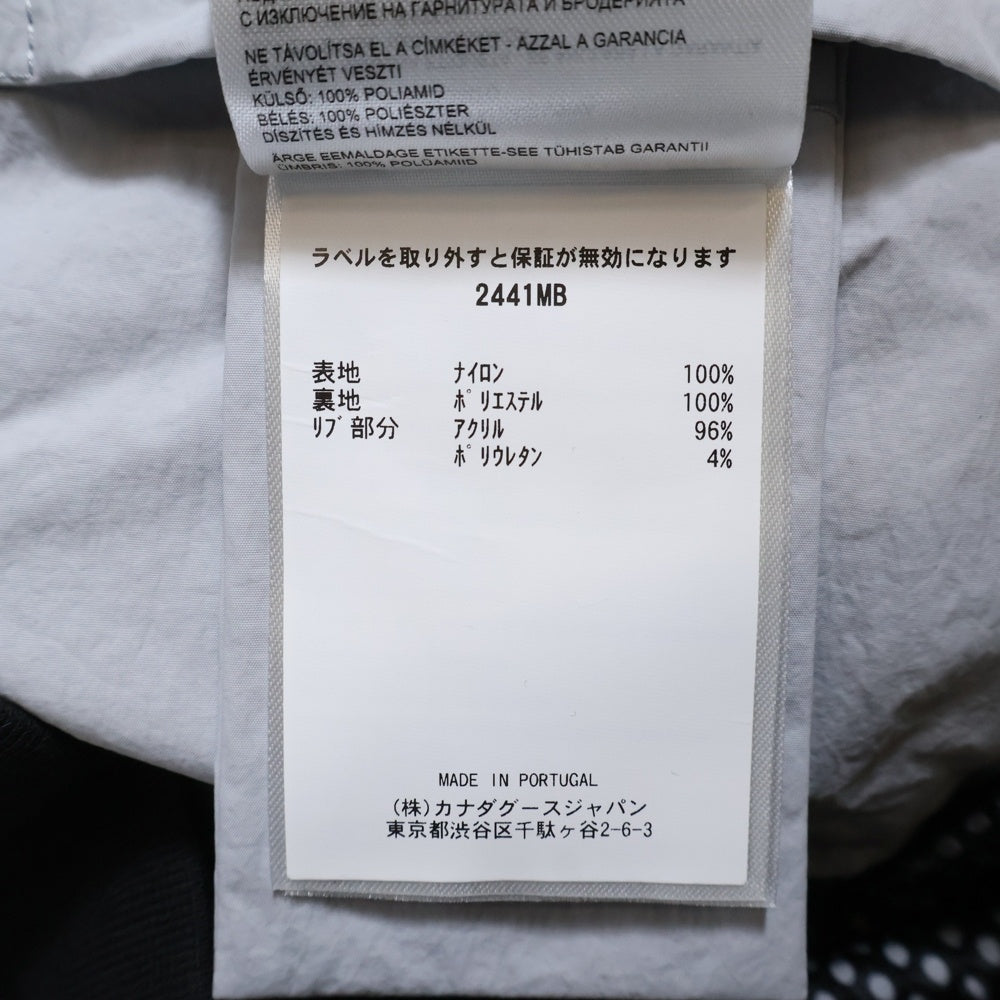 С ИЗКЛЮЧЕНИЕ НА ГАРНИТУРАТА И БРОДЕРИЯТА
NE TÁVOLÍTSA EL A CÍMKÉKET - AZZAL A GARANCIA
ÉRVÉNYÉT VESZTI
KÜLSŐ: 100% POLIAMID
BÉLÉS: 100% POLIÉSZTER
DÍSZÍTÉS ÉS HÍMZÉS NÉLKÜL
ÄRGE EEMALDAGE ETIKETTE-SEE TÜHISTAB GARANTII
ÜMBRIS: 100% POLÜAMIID
ラベルを取り外すと保証が無効になります
2441MB
表地 ﾅｲﾛﾝ 100%
裏地 ﾎﾟﾘｴｽﾃﾙ 100%
ﾘﾌﾞ部分 ｱｸﾘﾙ 96%
ﾎﾟﾘｳﾚﾀﾝ 4%
MADE IN PORTUGAL
(株)カナダグースジャパン
東京都渋谷区千駄ヶ谷2-6-3